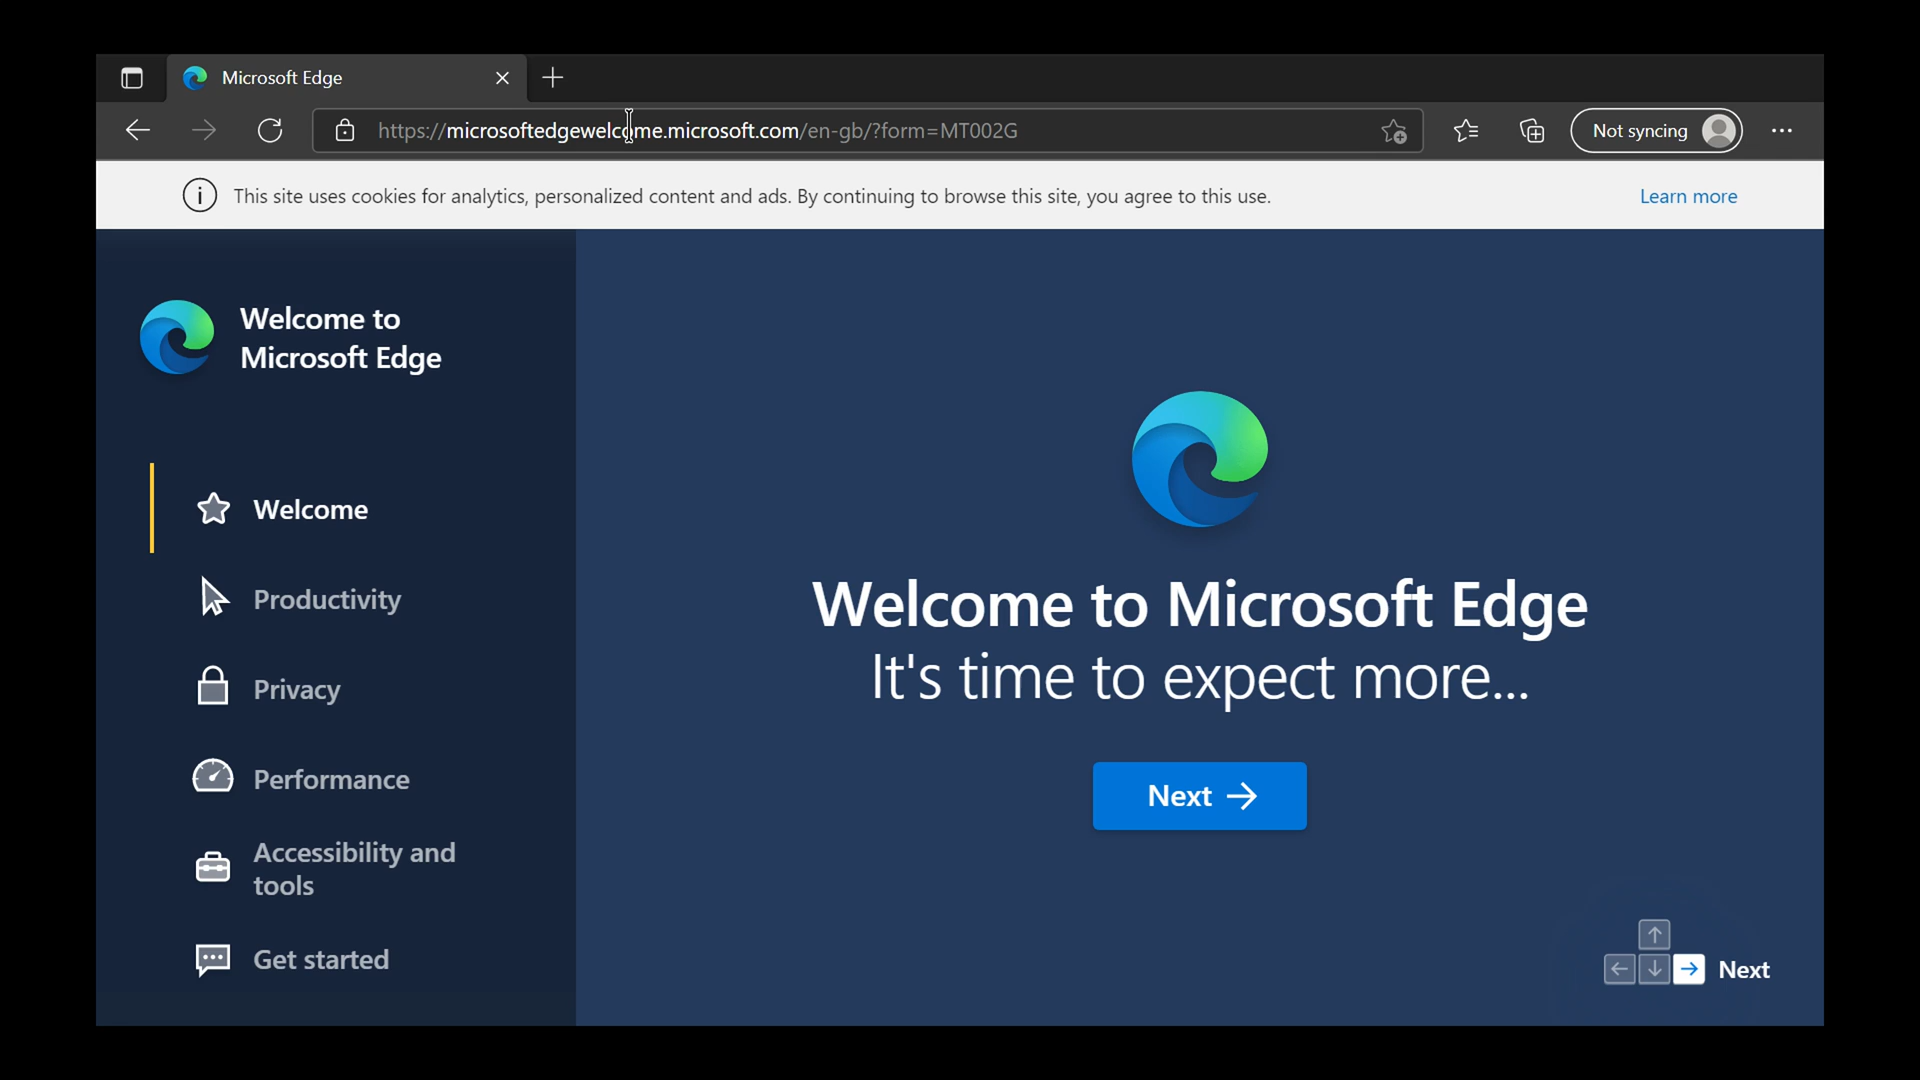 Microsoft Edge
https://microsoftedgewelcome.microsoft.com/en-gb/?form=MT002G
Not syncing
This site uses cookies for analytics, personalized content and ads. By continuing to browse this site, you agree to this use.
Learn more
Welcome to
Microsoft Edge
Welcome
Productivity
Privacy
Performance
Accessibility and
tools
Get started
Welcome to Microsoft Edge
It's time to expect more...
Next
Next